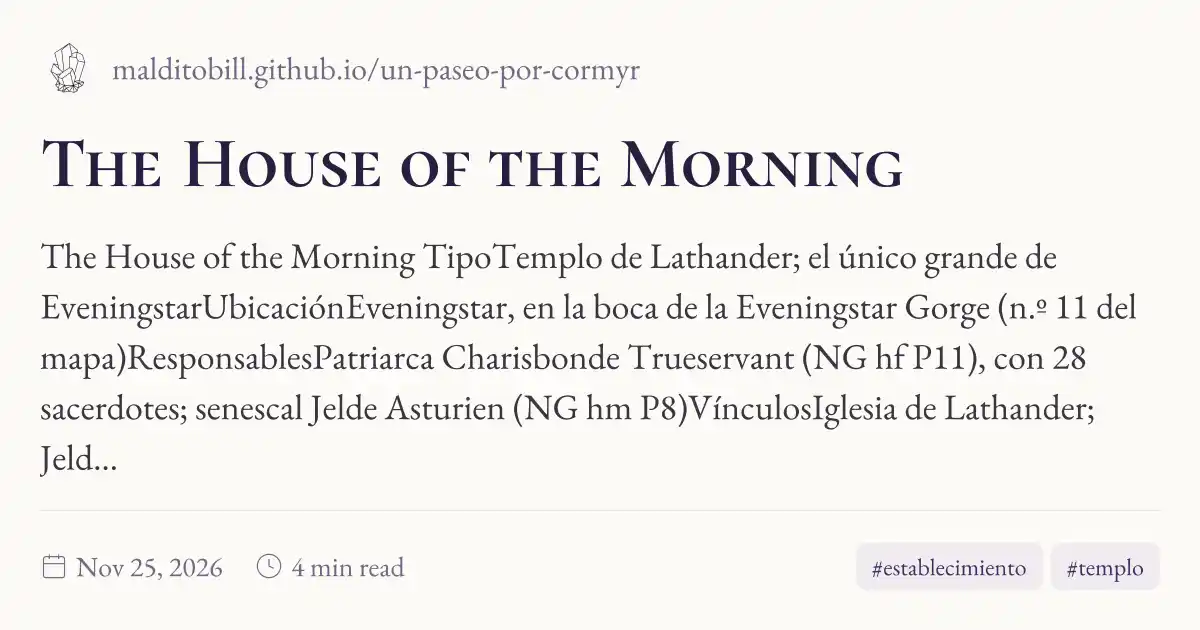 malditobill.github.io/un-paseo-por-cormyr
The House of the Morning
The House of the Morning TipoTemplo de Lathander; el único grande de
EveningstarUbicaciónEveningstar, en la boca de la Eveningstar Gorge (n.º 11 del
mapa)ResponsablesPatriarca Charisbonde Trueservant (NG hf P11), con 28
sacerdotes; senescal Jelde Asturien (NG hm P8)VínculosIglesia de Lathander;
Jeld...
Nov 25, 2026 4 min read #establecimiento #templo